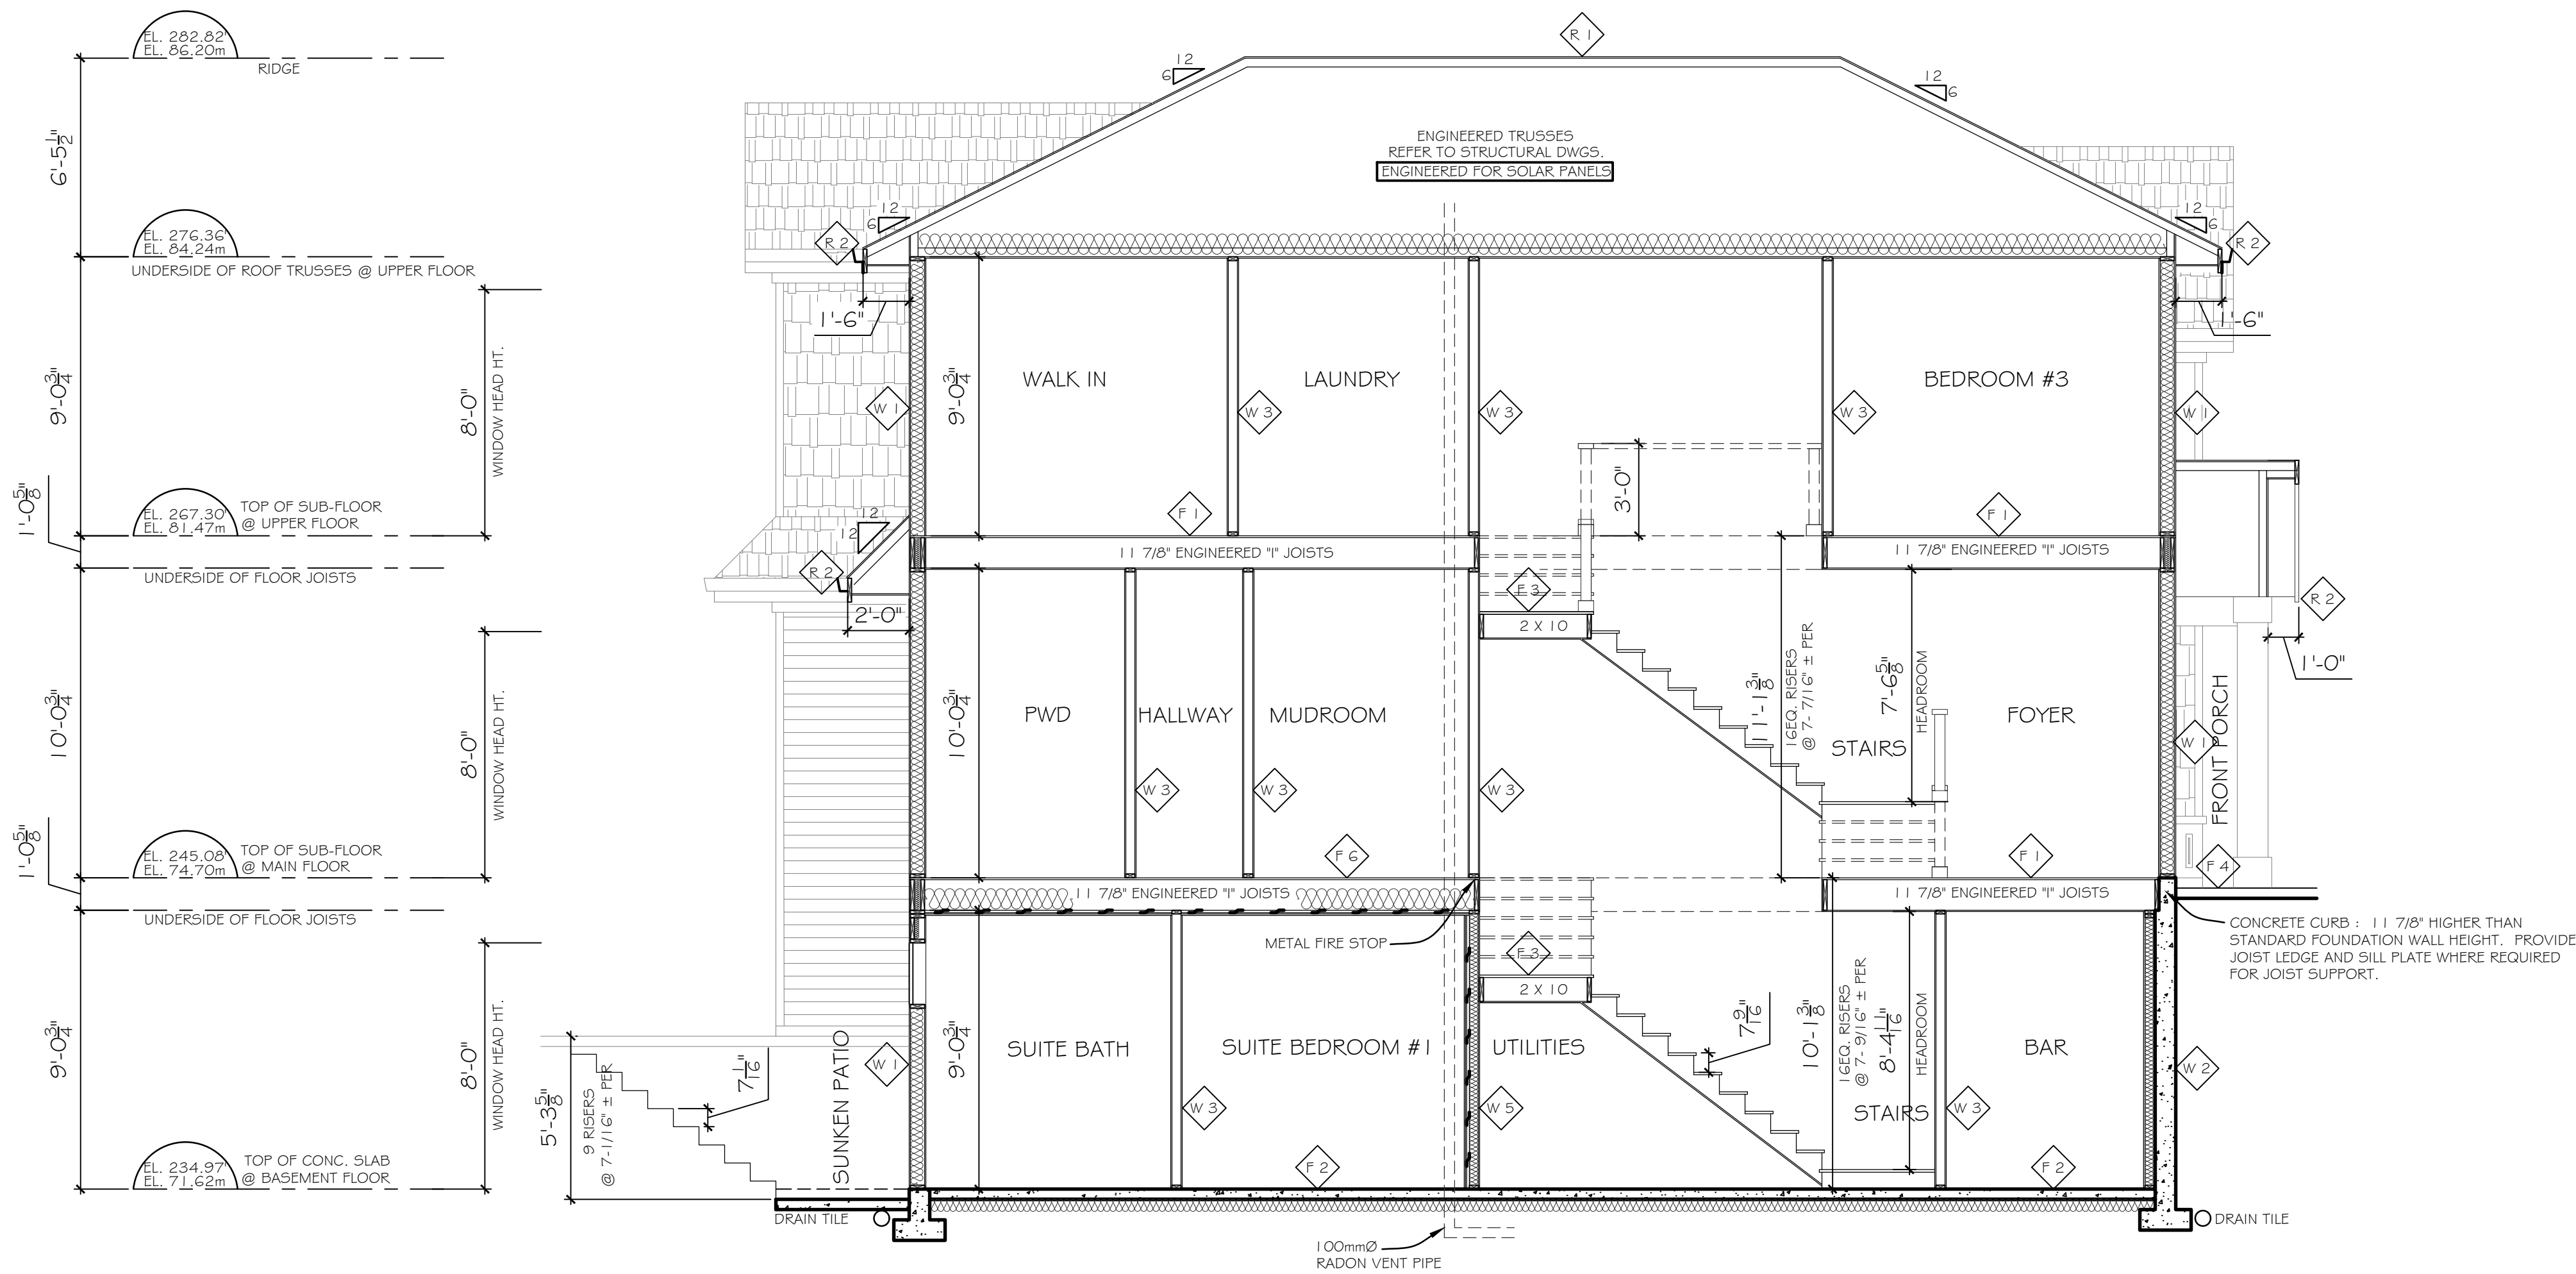 EL. 282.82'
EL. 86.20m
RIDGE
6'-5 1/2"
EL. 276.36'
EL. 84.24m
UNDERSIDE OF ROOF TRUSSES @ UPPER FLOOR
9'-0 3/4"
8'-0"
WINDOW HEAD HT.
1'-0 5/8"
EL. 267.30'
EL. 81.47m
TOP OF SUB-FLOOR
@ UPPER FLOOR
UNDERSIDE OF FLOOR JOISTS
10'-0 3/4"
8'-0"
WINDOW HEAD HT.
1'-0 5/8"
EL. 245.08'
EL. 74.70m
TOP OF SUB-FLOOR
@ MAIN FLOOR
UNDERSIDE OF FLOOR JOISTS
9'-0 3/4"
8'-0"
WINDOW HEAD HT.
EL. 234.97'
EL. 71.62m
TOP OF CONC. SLAB
@ BASEMENT FLOOR
R 1
12
6
12
6
ENGINEERED TRUSSES
REFER TO STRUCTURAL DWGS.
ENGINEERED FOR SOLAR PANELS
12
6
R 2
12
6
R 2
1'-6"
1'-6"
9'-0 3/4"
WALK IN
LAUNDRY
BEDROOM #3
W 1
W 3
W 3
W 3
W 1
3'-0"
F 1
F 1
12
12
R 2
2'-0"
11 7/8" ENGINEERED "I" JOISTS
11 7/8" ENGINEERED "I" JOISTS
F 3
2 X 10
R 2
1'-0"
10'-0 3/4"
PWD
HALLWAY
MUDROOM
11'-1 3/8"
16EQ. RISERS
@ 7- 7/16" ± PER
7'-6 5/8"
HEADROOM
STAIRS
FOYER
FRONT PORCH
W 3
W 3
W 3
W 1
F 6
F 1
F 4
11 7/8" ENGINEERED "I" JOISTS
11 7/8" ENGINEERED "I" JOISTS
METAL FIRE STOP
F 3
2 X 10
CONCRETE CURB : 11 7/8" HIGHER THAN
STANDARD FOUNDATION WALL HEIGHT. PROVIDE
JOIST LEDGE AND SILL PLATE WHERE REQUIRED
FOR JOIST SUPPORT.
5'-3 5/8"
9 RISERS
@ 7-1/16" ± PER
7 1/16"
SUNKEN PATIO
W 1
9'-0 3/4"
SUITE BATH
SUITE BEDROOM #1
UTILITIES
7 9/16"
10'-1 3/8"
16EQ. RISERS
@ 7- 9/16" ± PER
8'-4 11/16"
HEADROOM
STAIRS
BAR
W 3
W 5
W 3
W 2
F 2
F 2
DRAIN TILE
DRAIN TILE
100mmØ
RADON VENT PIPE